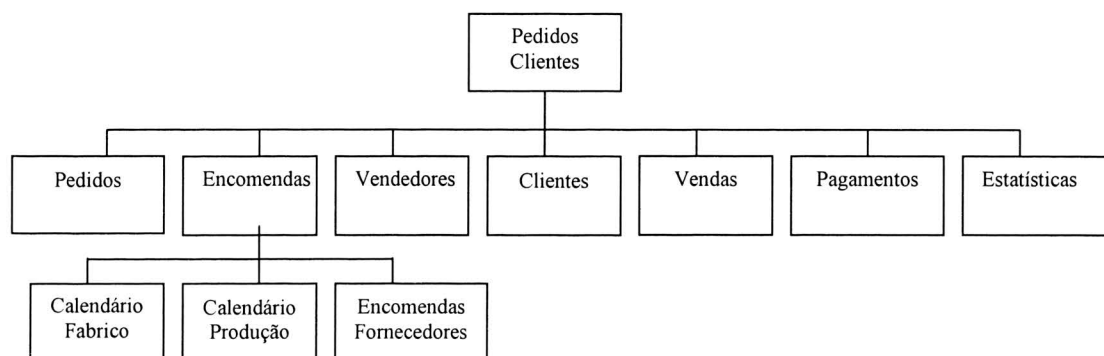 Pedidos
Clientes
Pedidos
Encomendas
Vendedores
Clientes
Vendas
Pagamentos
Estatísticas
Calendário
Fabrico
Calendário
Produção
Encomendas
Fornecedores